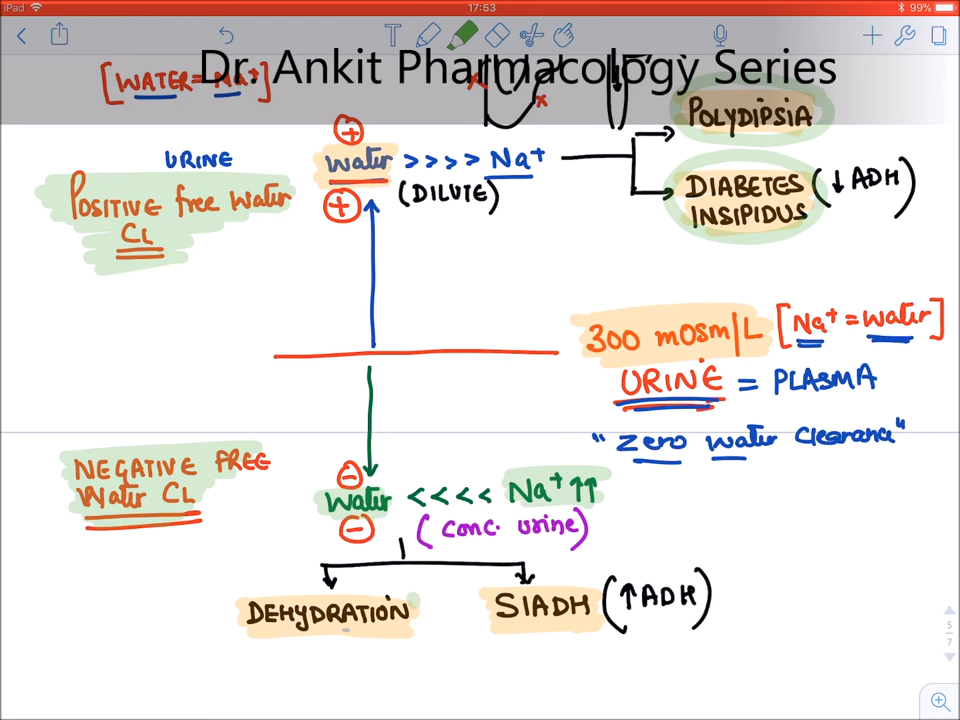 iPad 17:53 99%
T
Dr. Ankit Pharmacology Series
[WATER = Na+]
+
x x
POLYDIPSIA
URINE
water >>>> Na+
(DILUTE)
+
DIABETES
INSIPIDUS
(↓ ADH)
POSITIVE free water
CL
300 mosm/L [Na+ = water]
URINE = PLASMA
"Zero water clearance"
NEGATIVE FREE
Water CL
−
Water <<<< Na+ ↑↑
−
(conc. urine)
DEHYDRATION
SIADH (↑ADH)
5
7